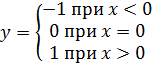 y = { −1 при x < 0
0 при x = 0
1 при x > 0